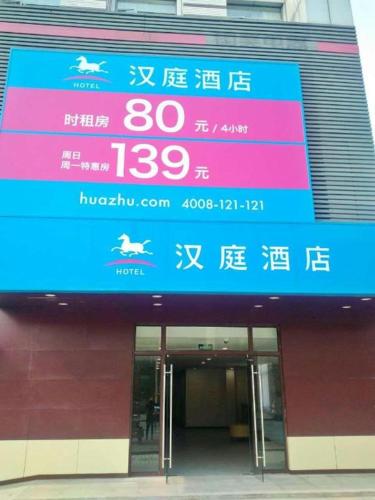 汉庭酒店
HOTEL
时租房 80 元 / 4小时
周日
周一特惠房 139 元
huazhu.com 4008-121-121
汉庭酒店
HOTEL